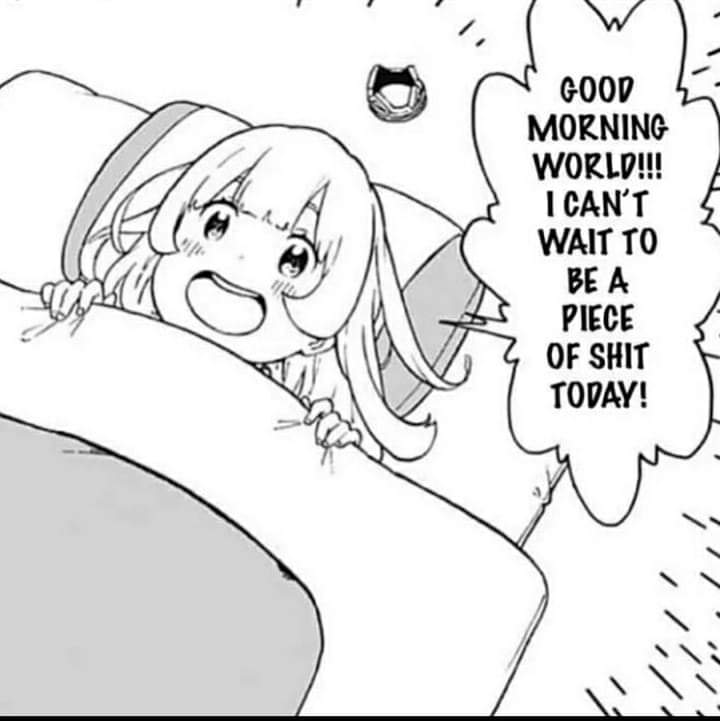 GOOD
MORNING
WORLD!!!
I CAN'T
WAIT TO
BE A
PIECE
OF SHIT
TODAY!